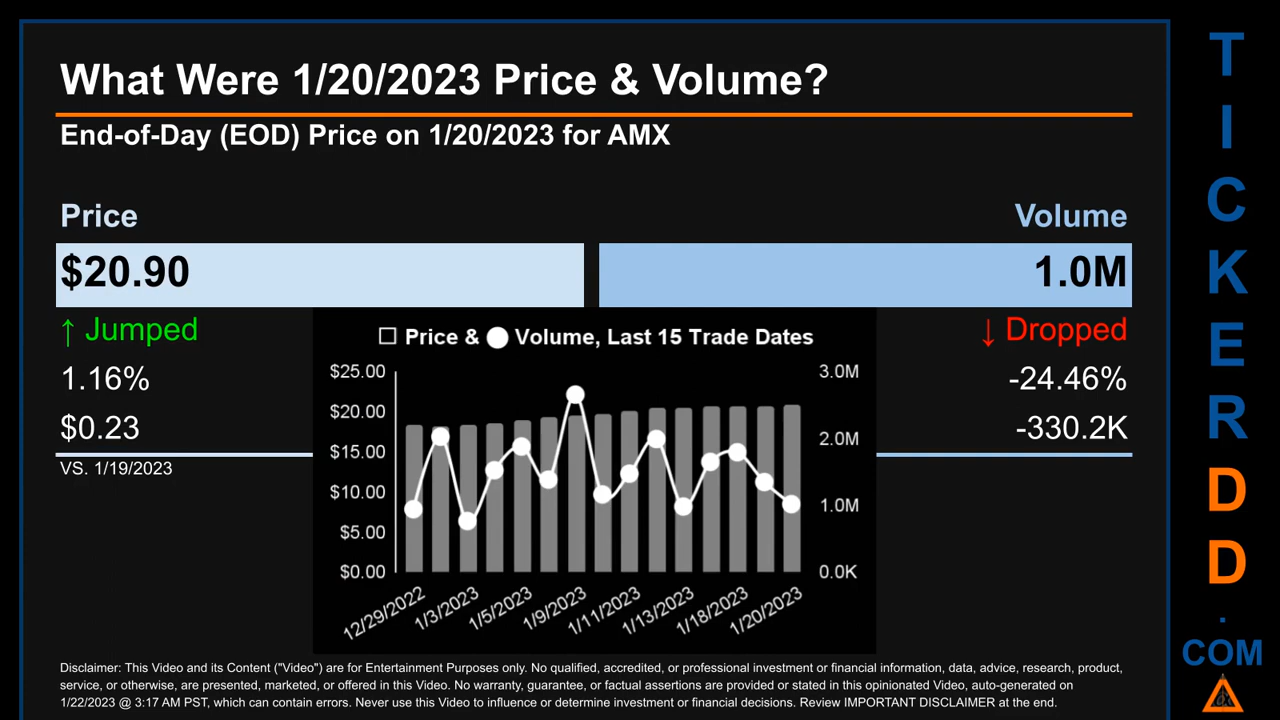 What Were 1/20/2023 Price & Volume?
End-of-Day (EOD) Price on 1/20/2023 for AMX
Price
Volume
$20.90
1.0M
↑ Jumped
↓ Dropped
1.16%
-24.46%
$0.23
-330.2K
VS. 1/19/2023
Price & Volume, Last 15 Trade Dates
$25.00
$20.00
$15.00
$10.00
$5.00
$0.00
3.0M
2.0M
1.0M
0.0K
12/29/2022
1/3/2023
1/5/2023
1/9/2023
1/11/2023
1/13/2023
1/18/2023
1/20/2023
Disclaimer: This Video and its Content ("Video") are for Entertainment Purposes only. No qualified, accredited, or professional investment or financial information, data, advice, research, product,
service, or otherwise, are presented, marketed, or offered in this Video. No warranty, guarantee, or factual assertions are provided or stated in this opinionated Video, auto-generated on
1/22/2023 @ 3:17 AM PST, which can contain errors. Never use this Video to influence or determine investment or financial decisions. Review IMPORTANT DISCLAIMER at the end.
T
I
C
K
E
R
D
D
.
COM